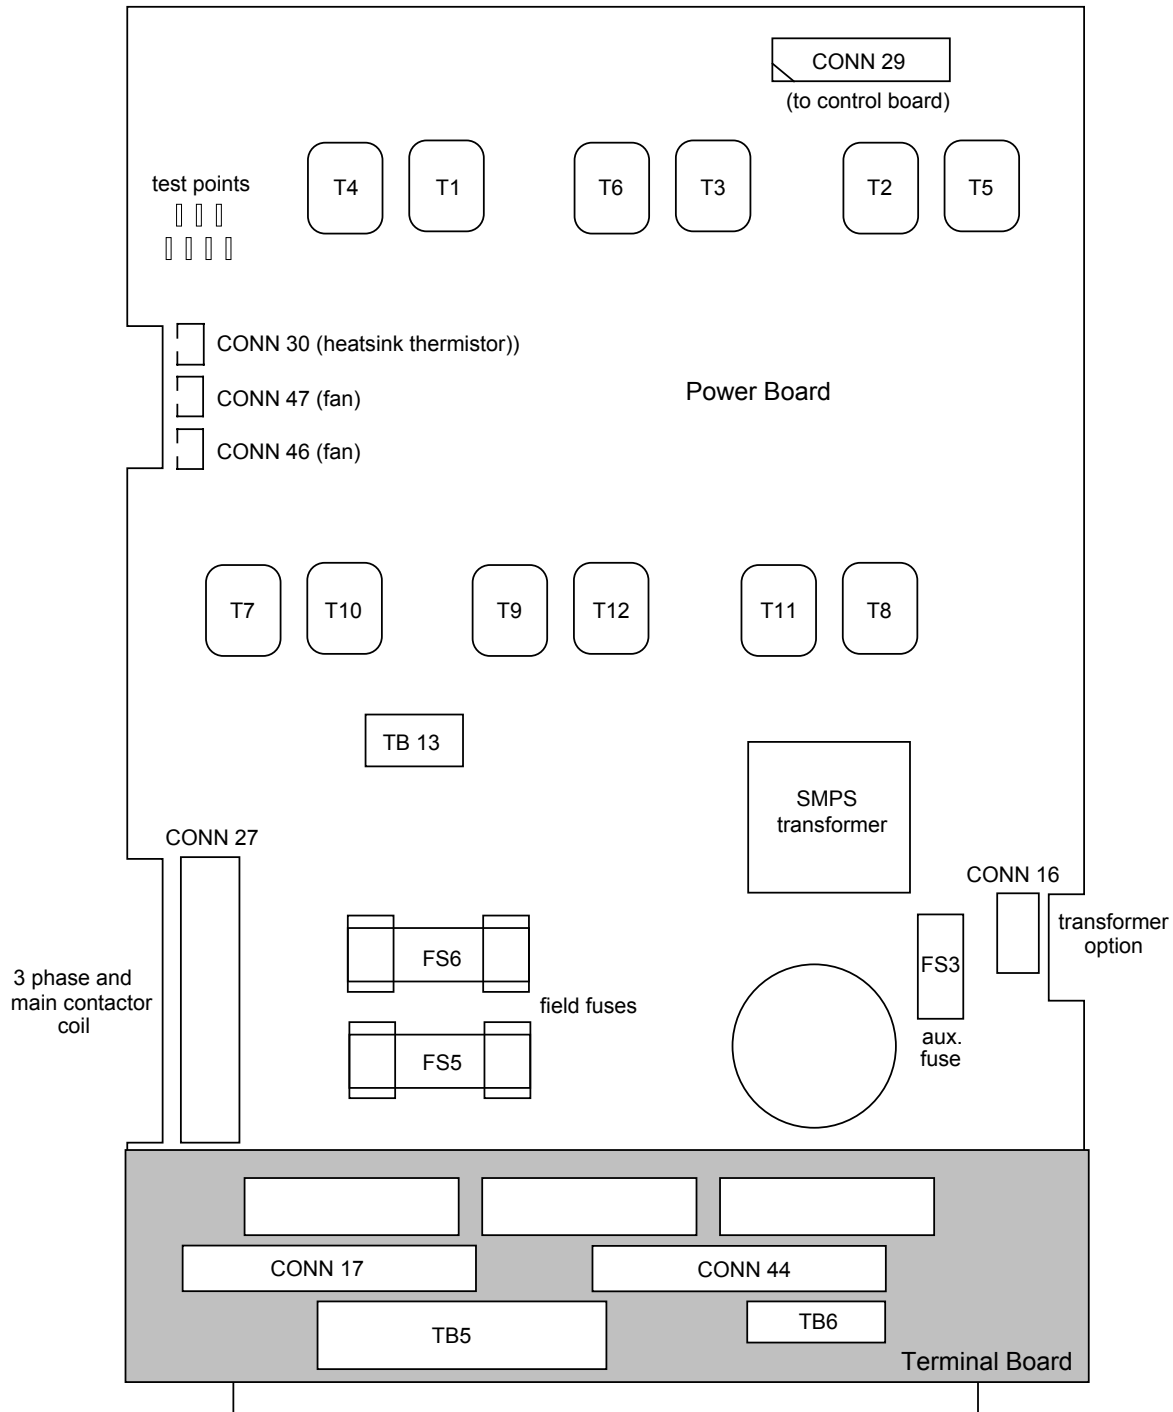 CONN 29
(to control board)
test points
T4
T1
T6
T3
T2
T5
CONN 30 (heatsink thermistor))
CONN 47 (fan)
CONN 46 (fan)
Power Board
T7
T10
T9
T12
T11
T8
TB 13
SMPS
transformer
CONN 27
CONN 16
transformer
option
3 phase and
main contactor
coil
FS6
field fuses
FS5
FS3
aux.
fuse
CONN 17
CONN 44
TB5
TB6
Terminal Board